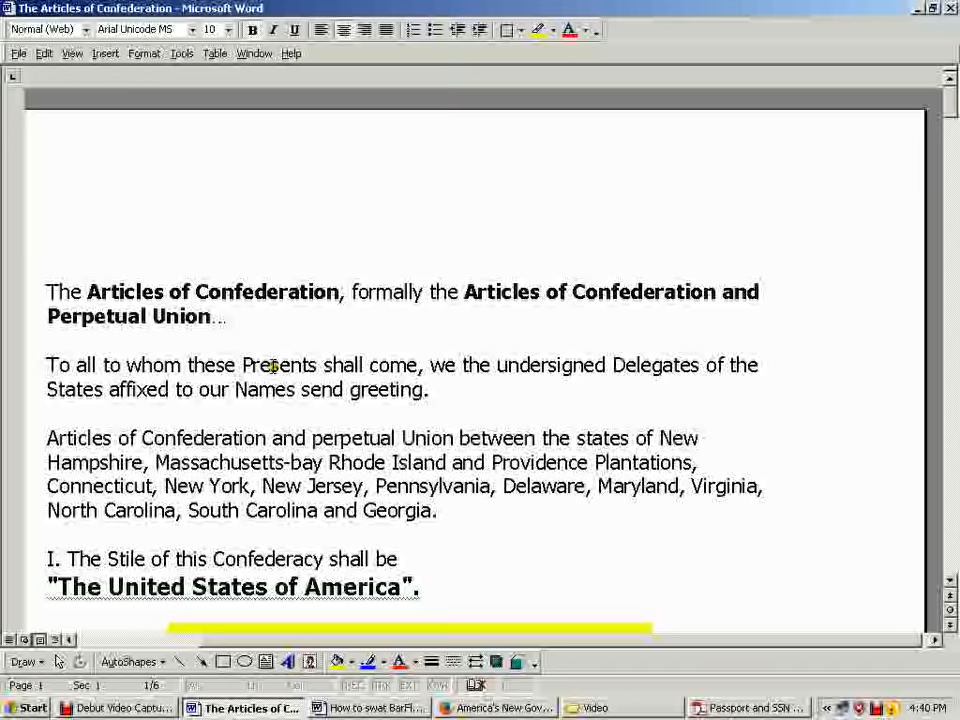 The Articles of Confederation - Microsoft Word
Normal (Web) Arial Unicode MS 10 B I U A
File Edit View Insert Format Tools Table Window Help
The Articles of Confederation, formally the Articles of Confederation and
Perpetual Union...
To all to whom these Presents shall come, we the undersigned Delegates of the
States affixed to our Names send greeting.
Articles of Confederation and perpetual Union between the states of New
Hampshire, Massachusetts-bay Rhode Island and Providence Plantations,
Connecticut, New York, New Jersey, Pennsylvania, Delaware, Maryland, Virginia,
North Carolina, South Carolina and Georgia.
I. The Stile of this Confederacy shall be
"The United States of America".
Draw AutoShapes A A
Page 1 Sec 1 1/6 REC TRK EXT OVR
Start Debut Video Captu... The Articles of C... How to swat BarFl... America's New Gov... Video Passport and SSN ... « 4:40 PM